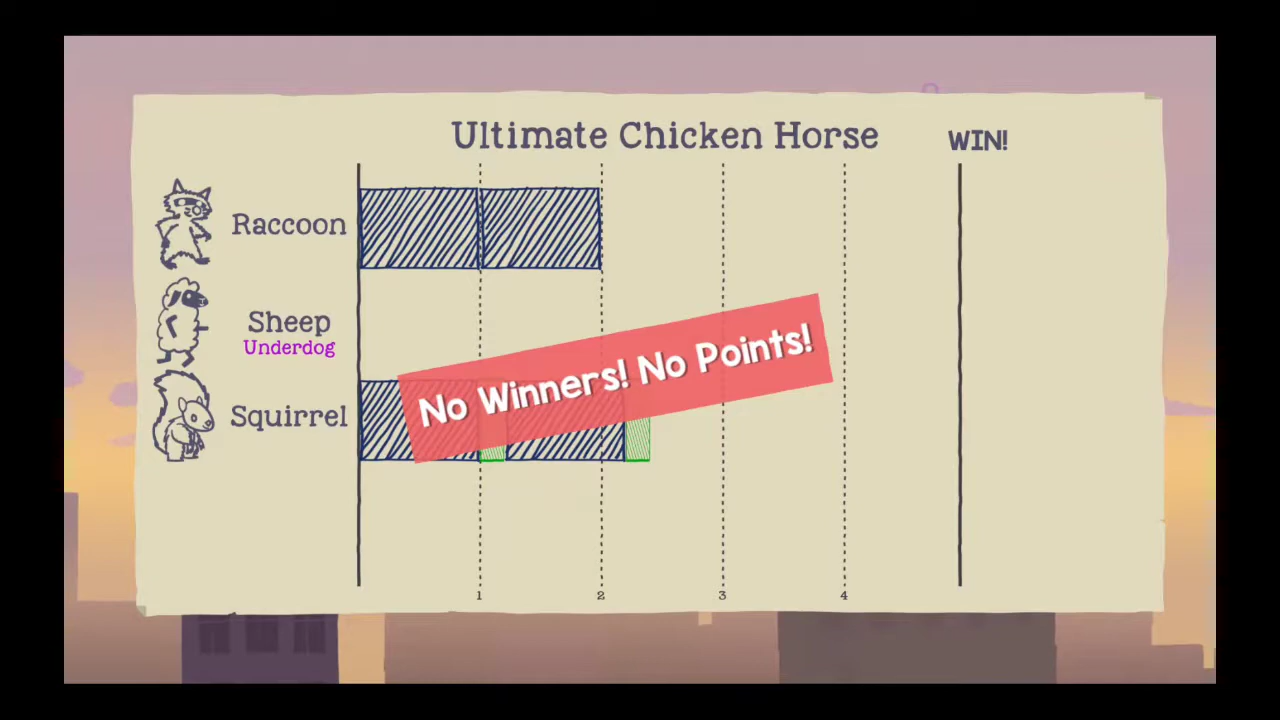 Ultimate Chicken Horse
WIN!
Raccoon
Sheep
Underdog
Squirrel
No Winners! No Points!
1 2 3 4